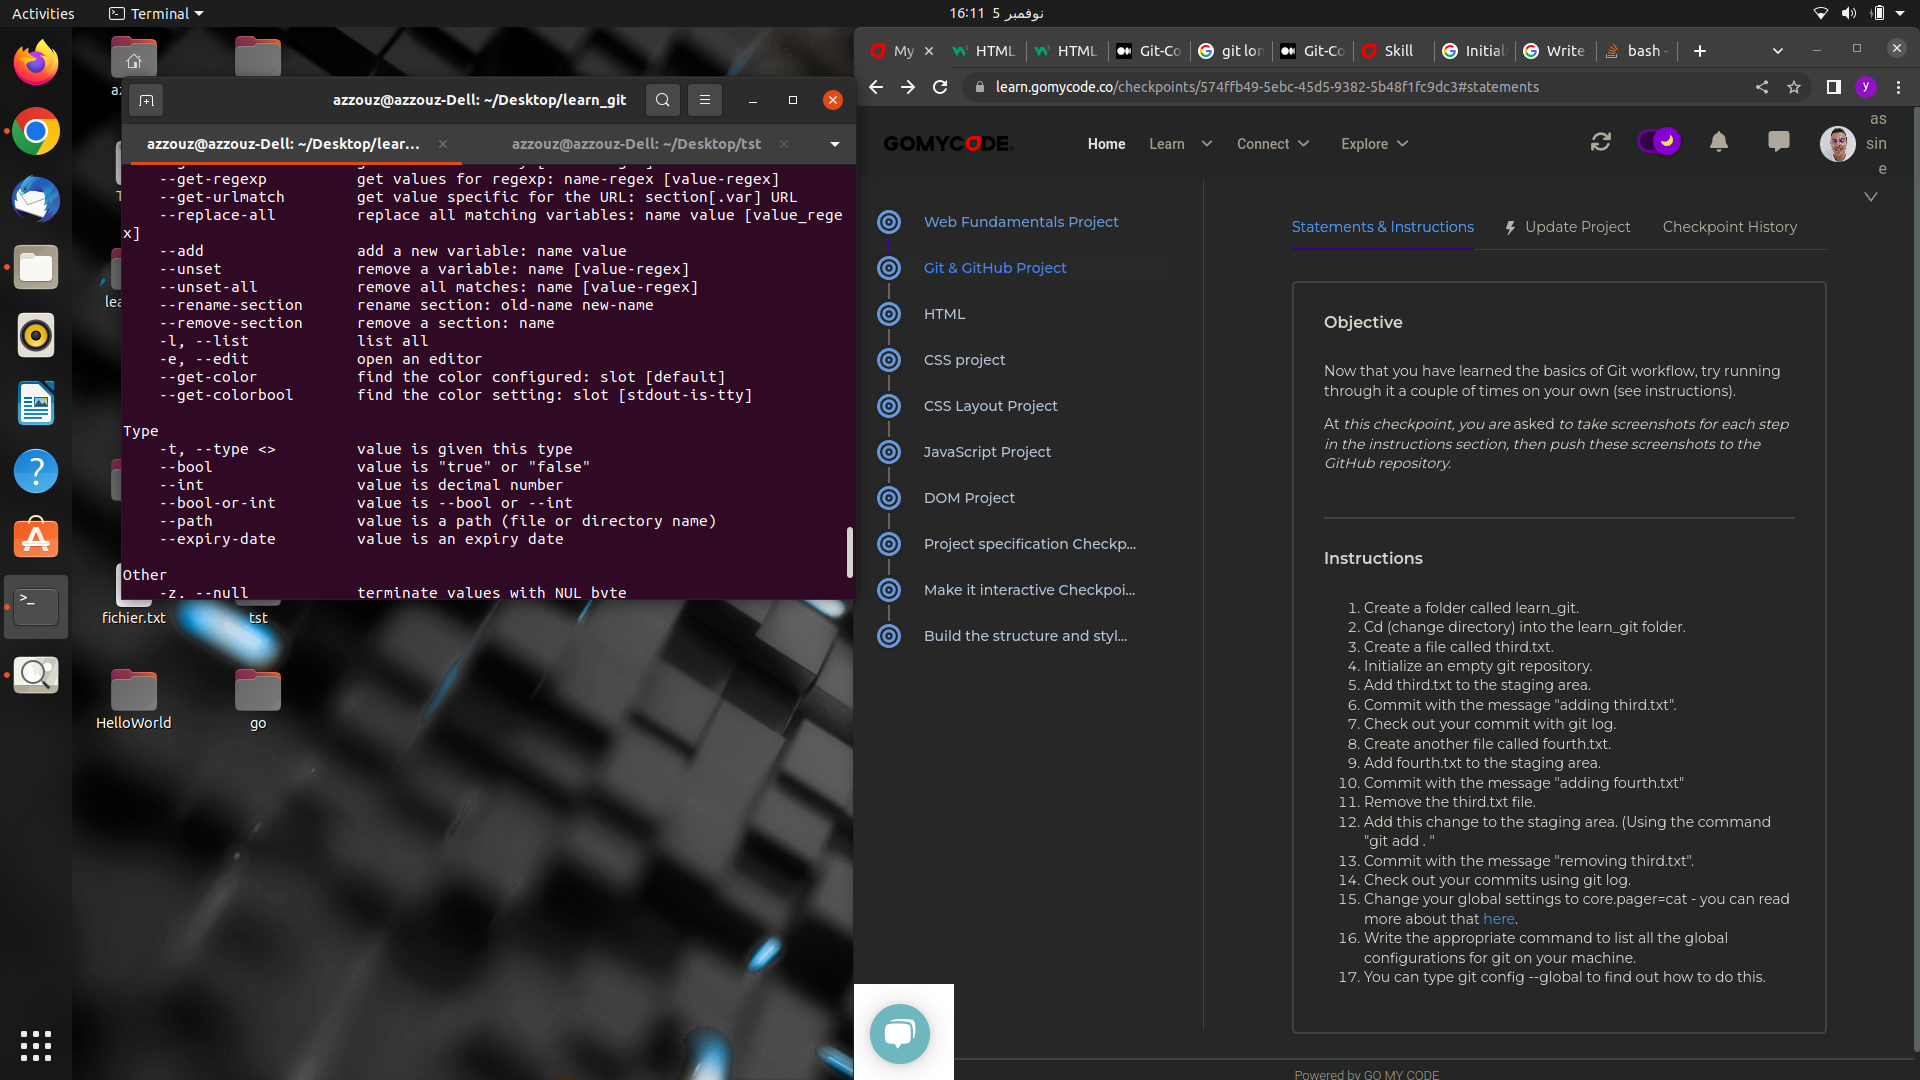 Activities
Terminal
16:11 5 نوفمبر
fichier.txt
tst
HelloWorld
go
azzouz@azzouz-Dell: ~/Desktop/learn_git
azzouz@azzouz-Dell: ~/Desktop/lear...
azzouz@azzouz-Dell: ~/Desktop/tst
--get-regexp get values for regexp: name-regex [value-regex]
--get-urlmatch get value specific for the URL: section[.var] URL
--replace-all replace all matching variables: name value [value_rege
x]
--add add a new variable: name value
--unset remove a variable: name [value-regex]
--unset-all remove all matches: name [value-regex]
--rename-section rename section: old-name new-name
--remove-section remove a section: name
-l, --list list all
-e, --edit open an editor
--get-color find the color configured: slot [default]
--get-colorbool find the color setting: slot [stdout-is-tty]
Type
-t, --type <> value is given this type
--bool value is "true" or "false"
--int value is decimal number
--bool-or-int value is --bool or --int
--path value is a path (file or directory name)
--expiry-date value is an expiry date
Other
-z, --null terminate values with NUL byte
My
HTML
HTML
Git-Co
git lon
Git-Co
Skill
Initiali
Write
bash -
learn.gomycode.co/checkpoints/574ffb49-5ebc-45d5-9382-5b48f1fc9dc3#statements
y
GOMYCODE
Home
Learn
Connect
Explore
as
sin
e
Web Fundamentals Project
Git & GitHub Project
HTML
CSS project
CSS Layout Project
JavaScript Project
DOM Project
Project specification Checkp...
Make it interactive Checkpoi...
Build the structure and styl...
Statements & Instructions
Update Project
Checkpoint History
Objective
Now that you have learned the basics of Git workflow, try running
through it a couple of times on your own (see instructions).
At this checkpoint, you are asked to take screenshots for each step
in the instructions section, then push these screenshots to the
GitHub repository.
Instructions
1. Create a folder called learn_git.
2. Cd (change directory) into the learn_git folder.
3. Create a file called third.txt.
4. Initialize an empty git repository.
5. Add third.txt to the staging area.
6. Commit with the message "adding third.txt".
7. Check out your commit with git log.
8. Create another file called fourth.txt.
9. Add fourth.txt to the staging area.
10. Commit with the message "adding fourth.txt"
11. Remove the third.txt file.
12. Add this change to the staging area. (Using the command
"git add . "
13. Commit with the message "removing third.txt".
14. Check out your commits using git log.
15. Change your global settings to core.pager=cat - you can read
more about that here.
16. Write the appropriate command to list all the global
configurations for git on your machine.
17. You can type git config --global to find out how to do this.
Powered by GO MY CODE